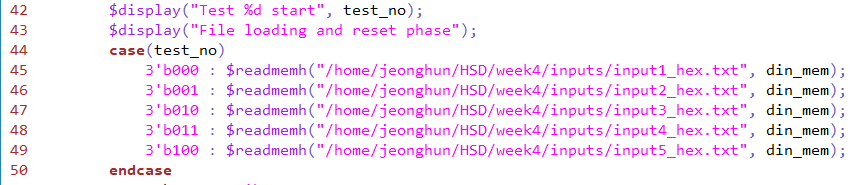 42 $display("Test %d start", test_no);
43 $display("File loading and reset phase");
44 case(test_no)
45 3'b000 : $readmemh("/home/jeonghun/HSD/week4/inputs/input1_hex.txt", din_mem);
46 3'b001 : $readmemh("/home/jeonghun/HSD/week4/inputs/input2_hex.txt", din_mem);
47 3'b010 : $readmemh("/home/jeonghun/HSD/week4/inputs/input3_hex.txt", din_mem);
48 3'b011 : $readmemh("/home/jeonghun/HSD/week4/inputs/input4_hex.txt", din_mem);
49 3'b100 : $readmemh("/home/jeonghun/HSD/week4/inputs/input5_hex.txt", din_mem);
50 endcase